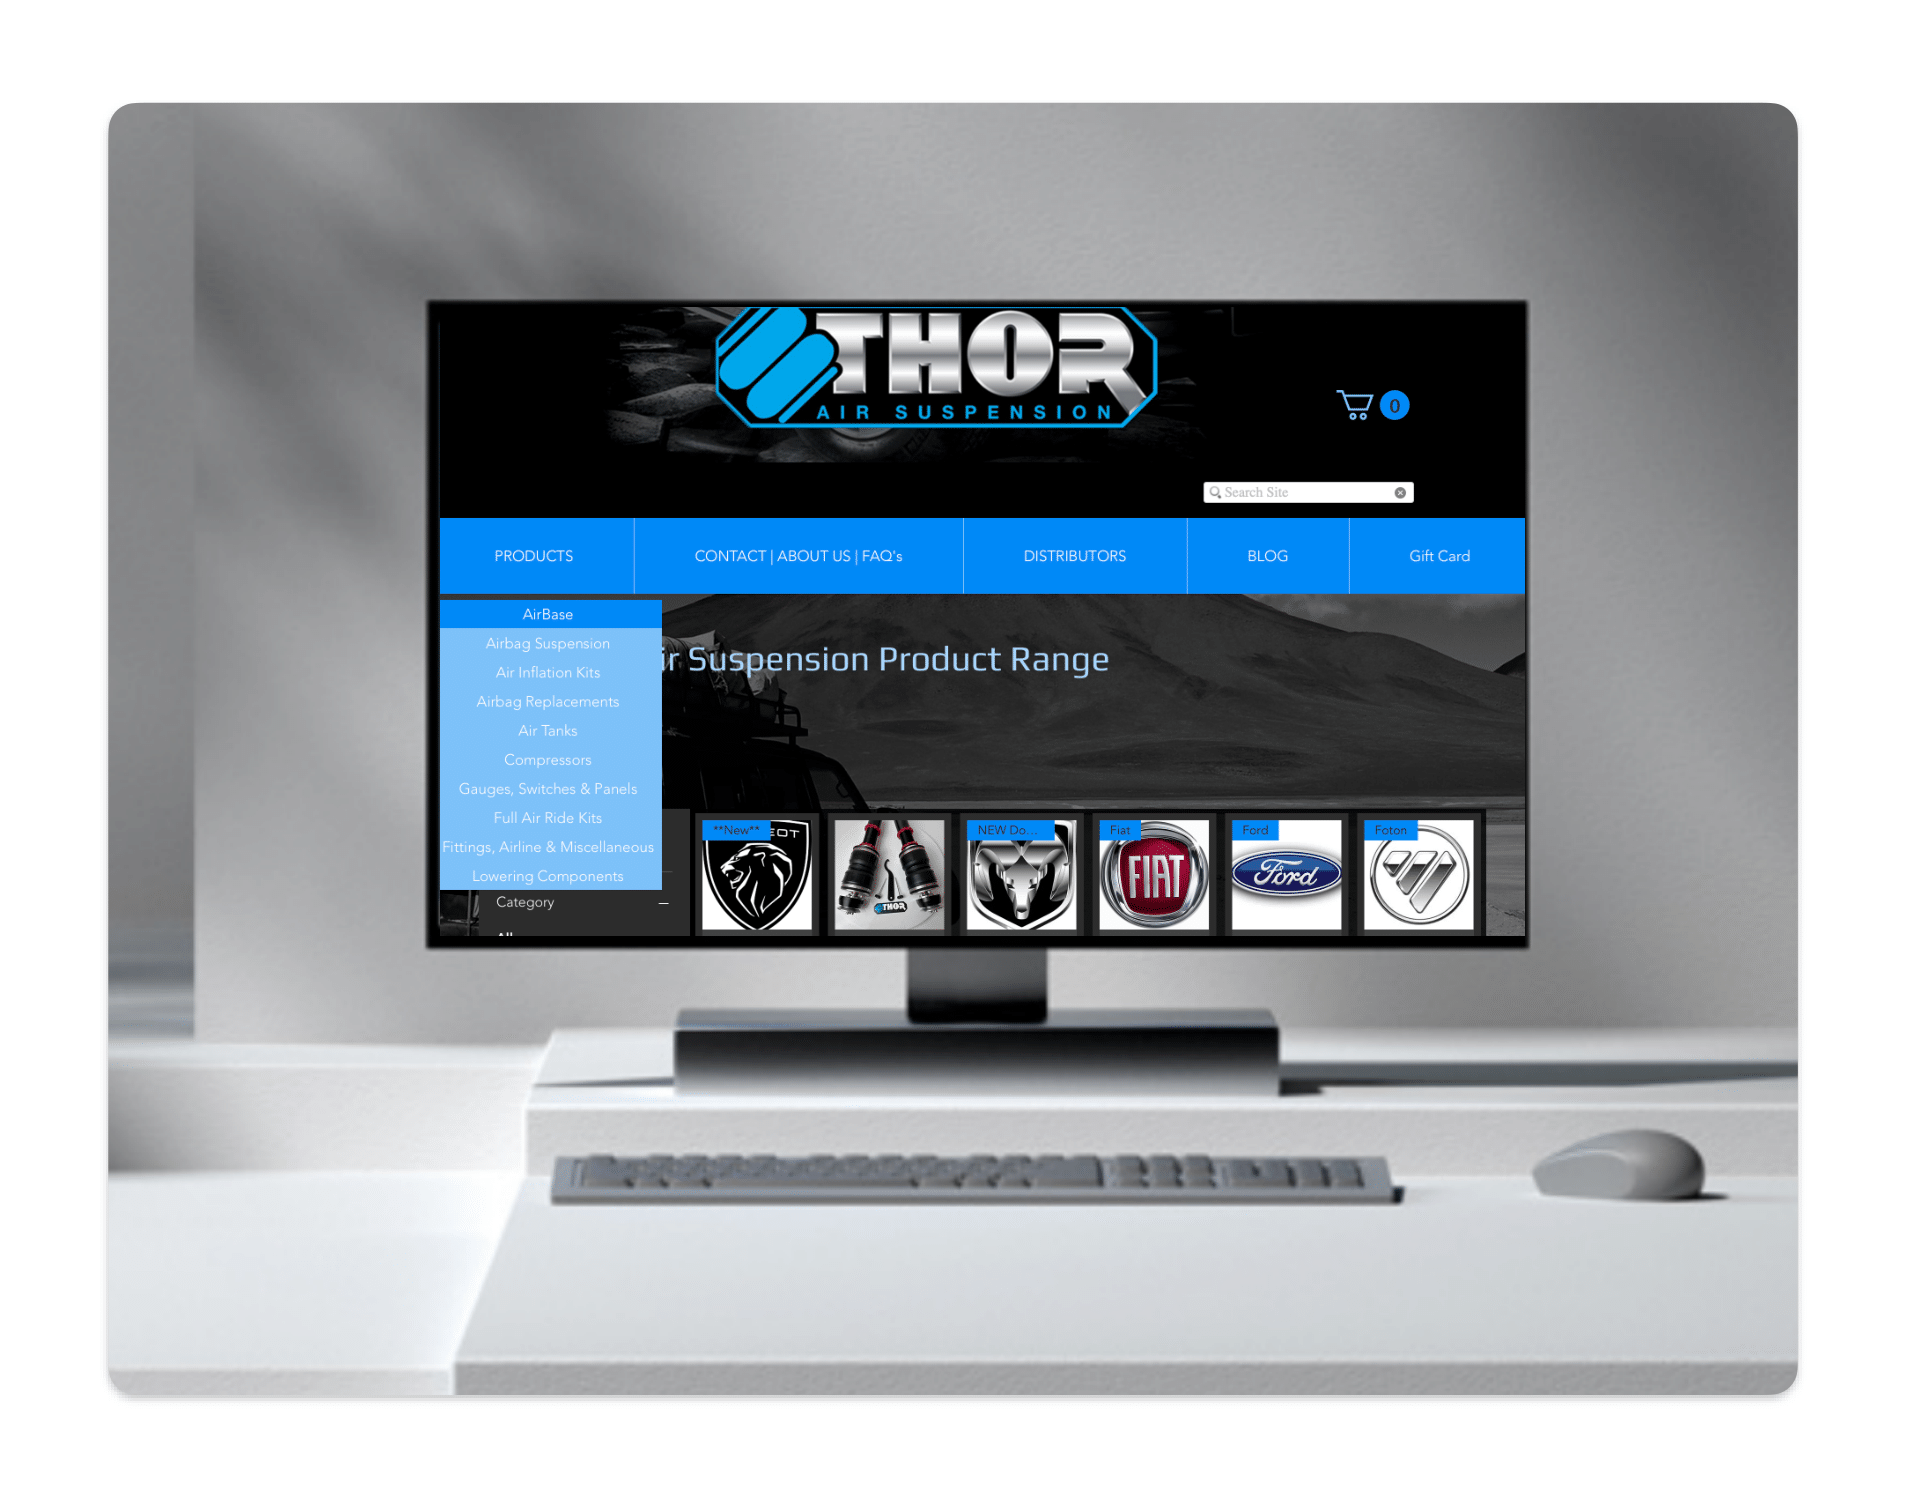 THOR
AIR SUSPENSION
0
Search Site
PRODUCTS
CONTACT | ABOUT US | FAQ's
DISTRIBUTORS
BLOG
Gift Card
AirBase
Airbag Suspension
Air Inflation Kits
Airbag Replacements
Air Tanks
Compressors
Gauges, Switches & Panels
Full Air Ride Kits
Fittings, Airline & Miscellaneous
Lowering Components
ir Suspension Product Range
Category
All
**New**
EOT
THOR
NEW Do...
Fiat
FIAT
Ford
Ford
Foton